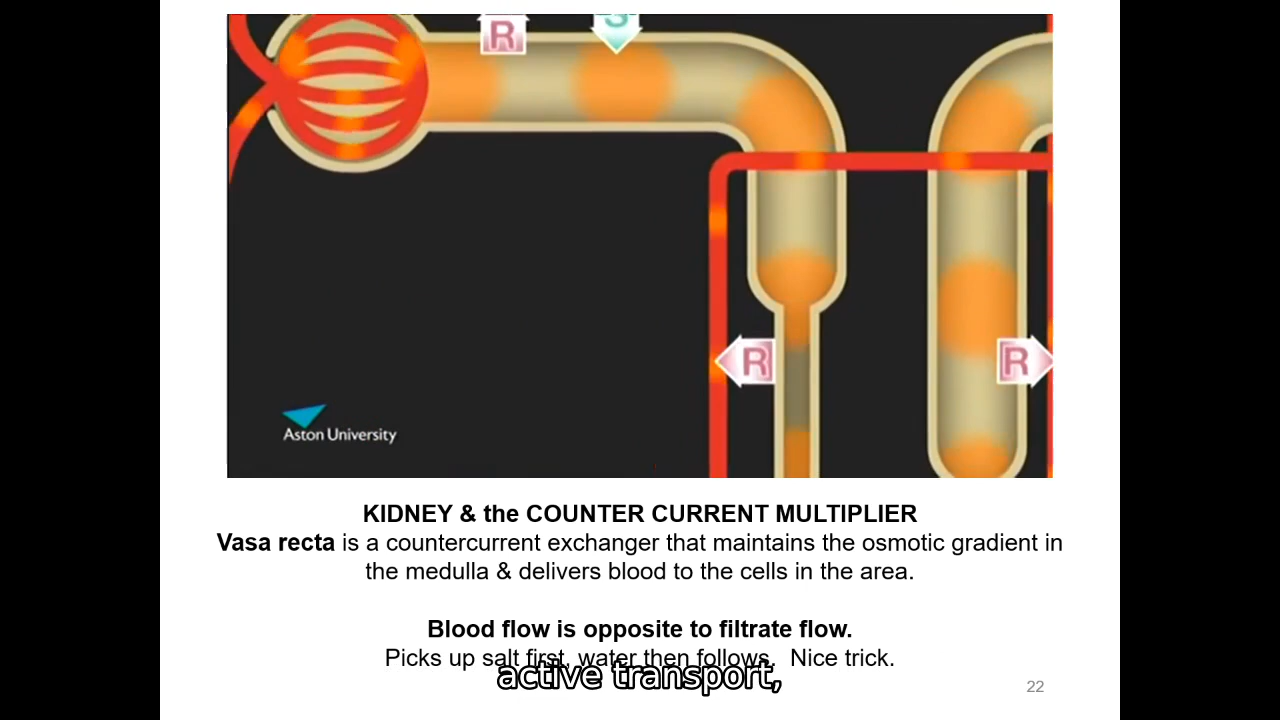 R
S
R
R
Aston University
KIDNEY & the COUNTER CURRENT MULTIPLIER
Vasa recta is a countercurrent exchanger that maintains the osmotic gradient in
the medulla & delivers blood to the cells in the area.
Blood flow is opposite to filtrate flow.
Picks up salt first, water then follows. Nice trick.
active transport,
22